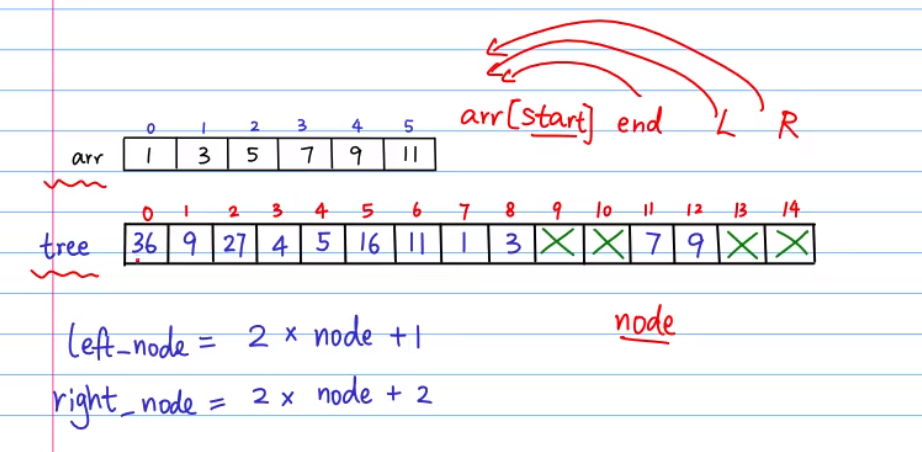 arr[start] end L R
0 1 2 3 4 5
arr 1 3 5 7 9 11
0 1 2 3 4 5 6 7 8 9 10 11 12 13 14
tree 36 9 27 4 5 16 11 1 3 X X 7 9 X X
left_node = 2 × node + 1
node
right_node = 2 × node + 2